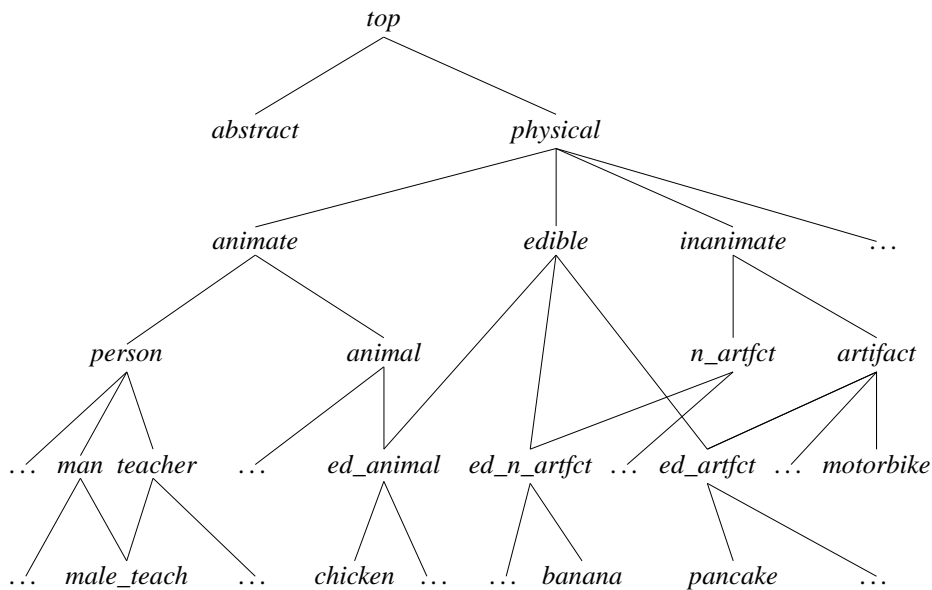 top
abstract physical
animate edible inanimate ...
person animal n_artfct artifact
... man teacher ... ed_animal ed_n_artfct ... ed_artfct ... motorbike
... male_teach ... chicken ... ... banana pancake ...